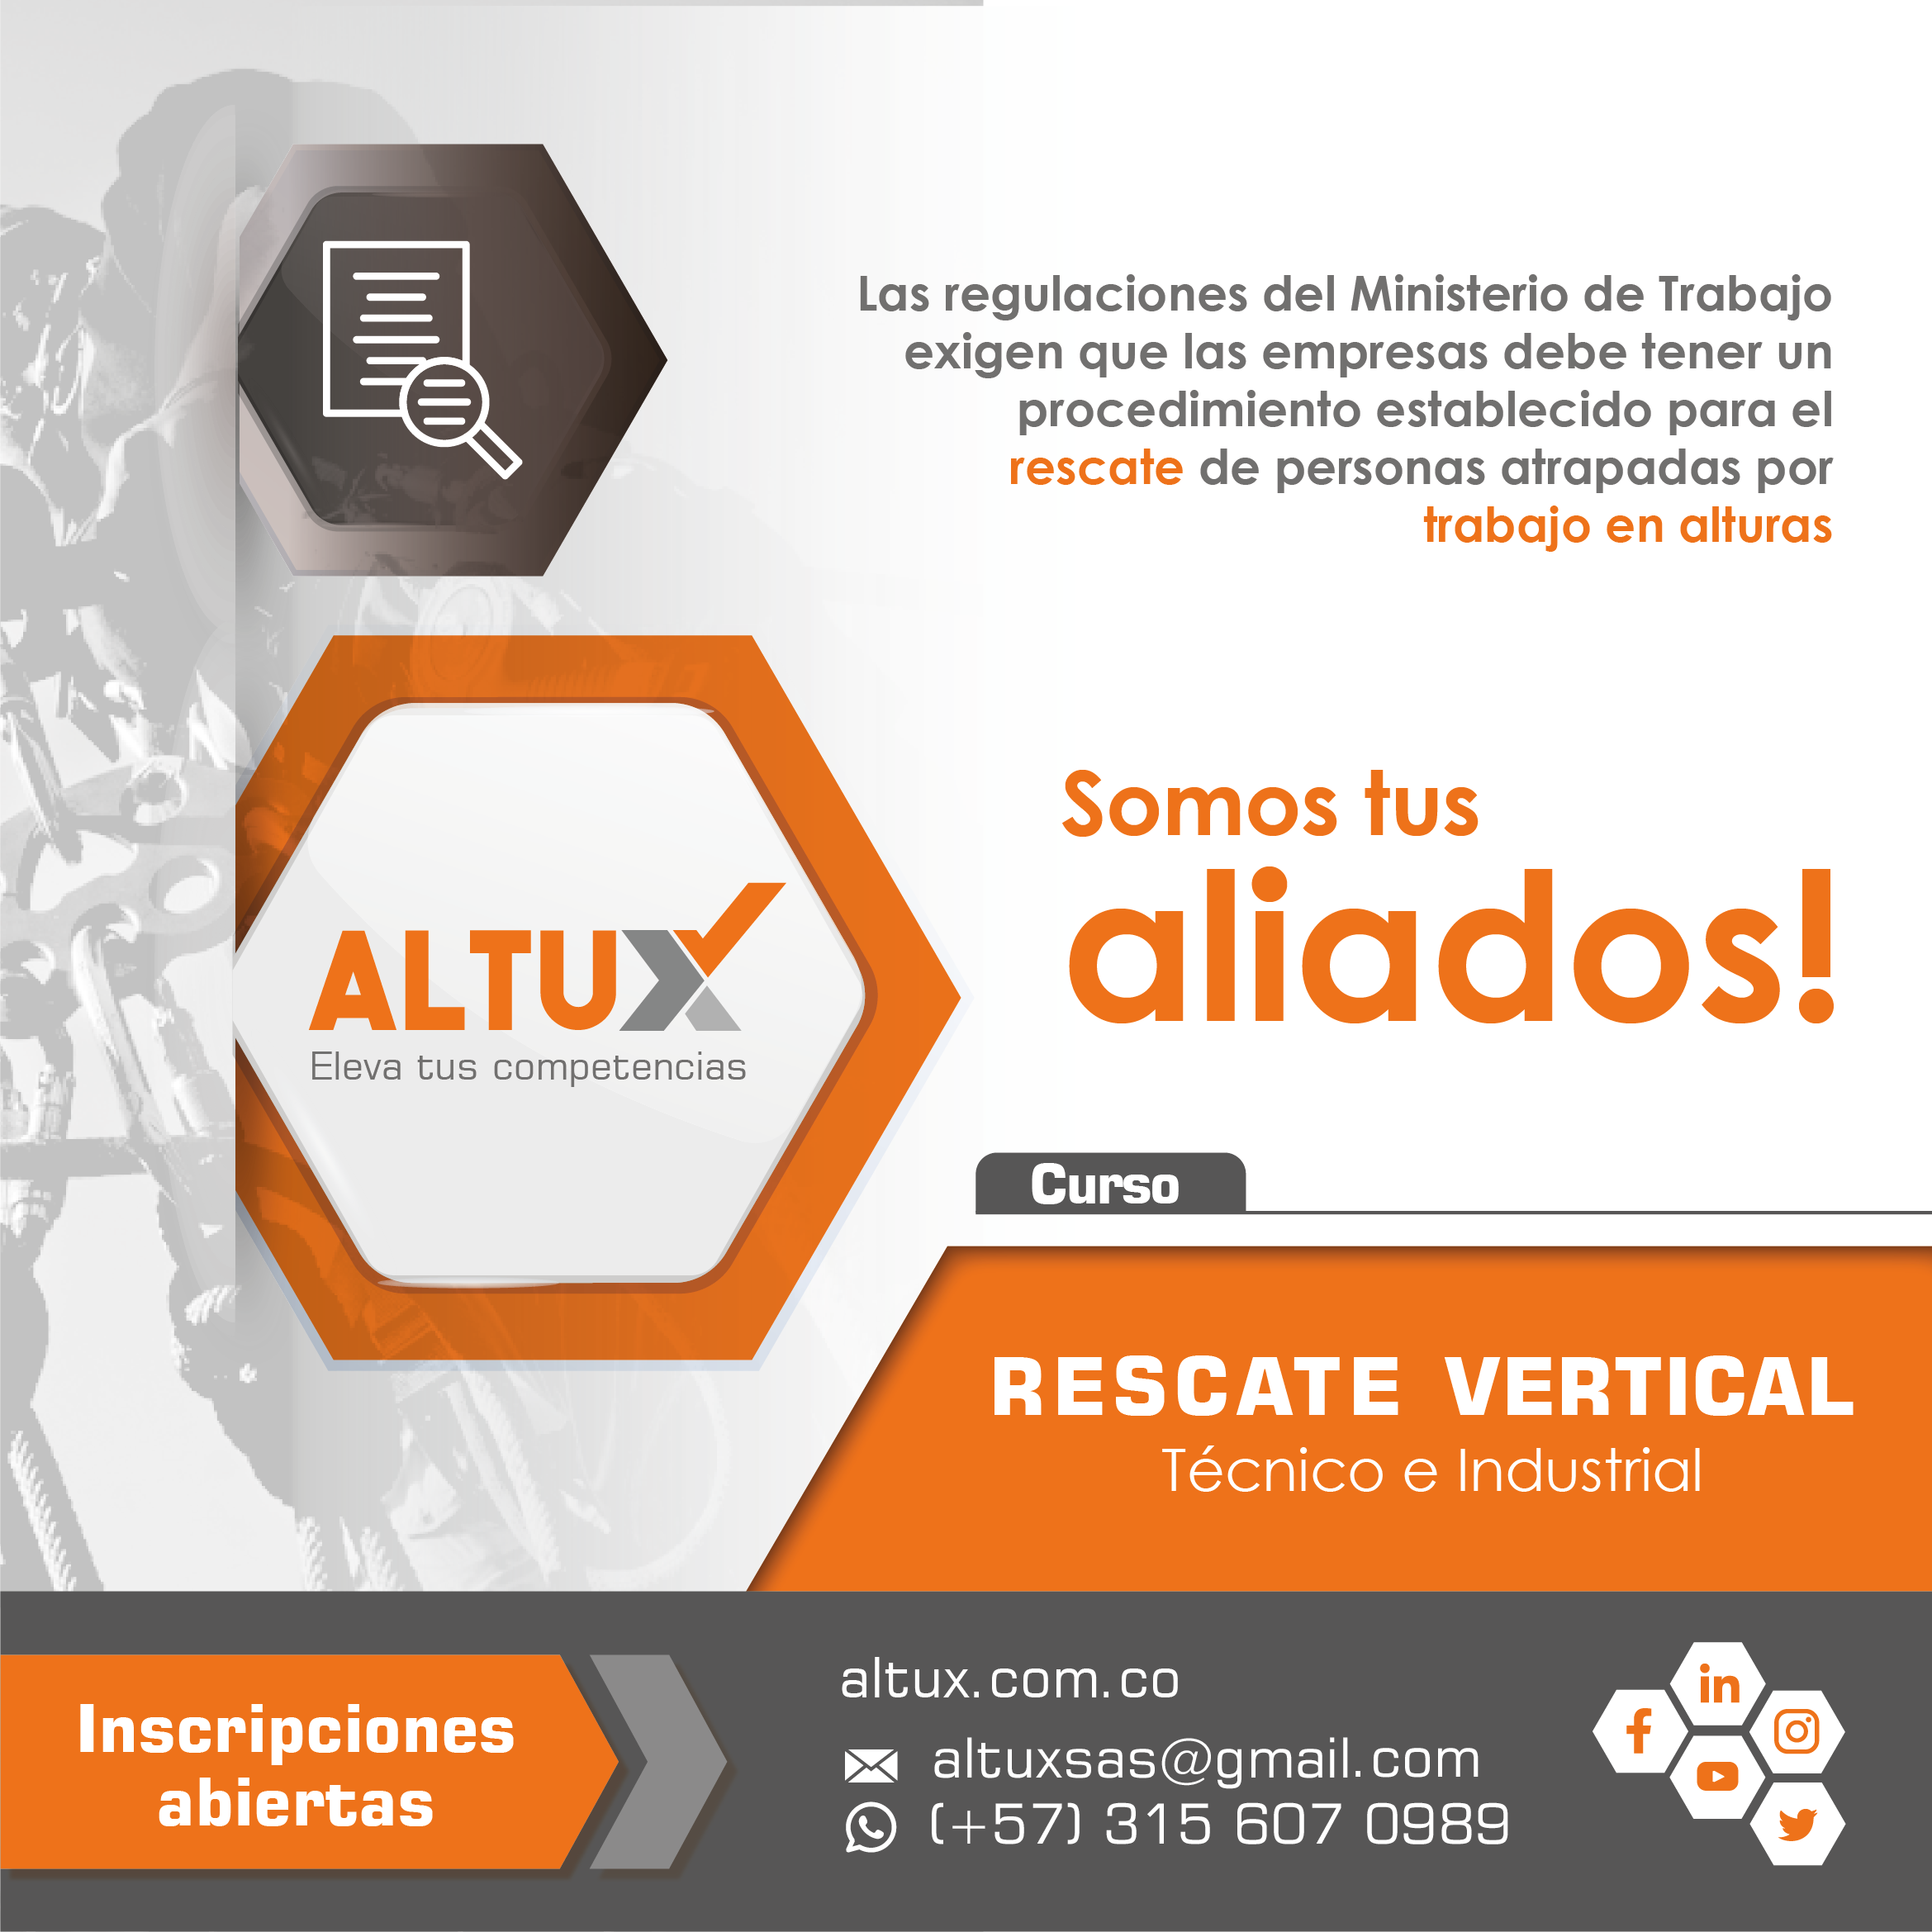 Las regulaciones del Ministerio de Trabajo
exigen que las empresas debe tener un
procedimiento establecido para el
rescate de personas atrapadas por
trabajo en alturas
Somos tus
aliados!
ALTUX
Eleva tus competencias
Curso
RESCATE VERTICAL
Técnico e Industrial
Inscripciones
abiertas
altux.com.co
altuxsas@gmail.com
(+57) 315 607 0989